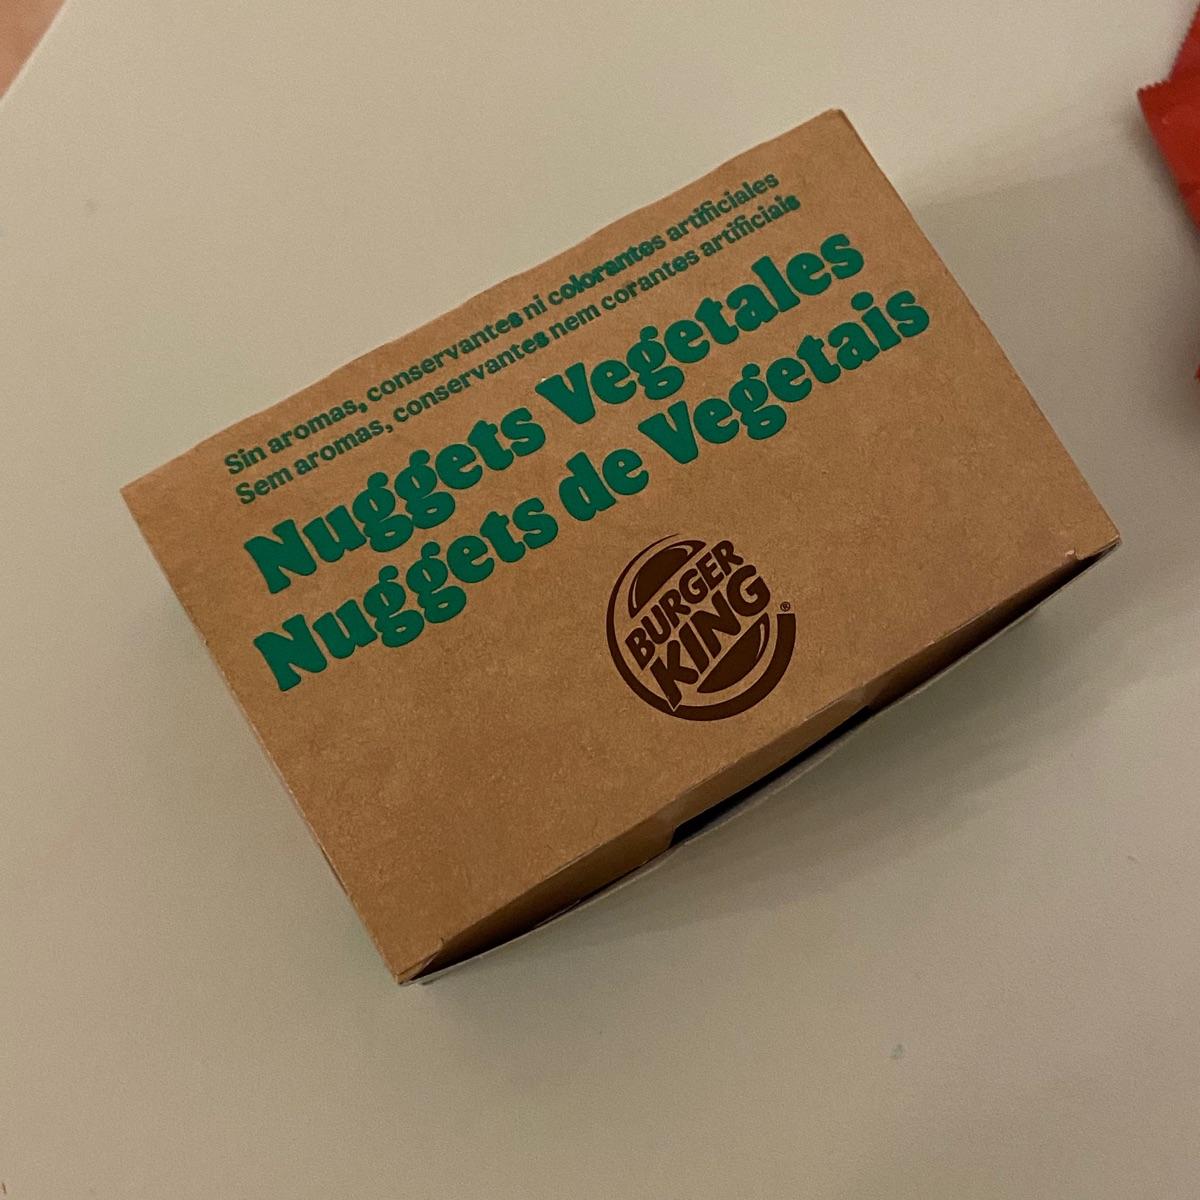 Sin aromas, conservantes ni colorantes artificiales
Sem aromas, conservantes nem corantes artificiais
Nuggets Vegetales
Nuggets de Vegetais
BURGER
KING®